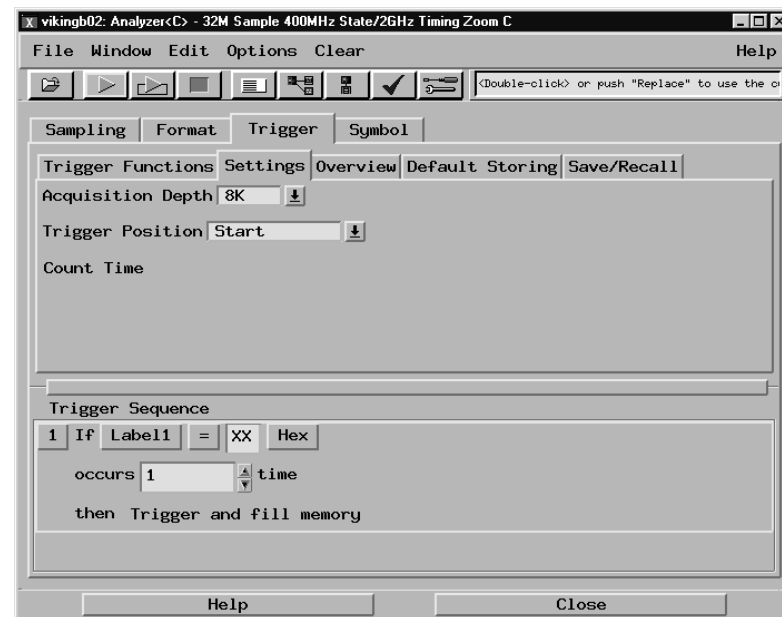 X vikingb02: Analyzer<C> - 32M Sample 400MHz State/2GHz Timing Zoom C
File Window Edit Options Clear Help
<Double-click> or push "Replace" to use the
Sampling Format Trigger Symbol
Trigger Functions Settings Overview Default Storing Save/Recall
Acquisition Depth 8K
Trigger Position Start
Count Time
Trigger Sequence
1 If Label1 = XX Hex
occurs 1 time
then Trigger and fill memory
Help Close